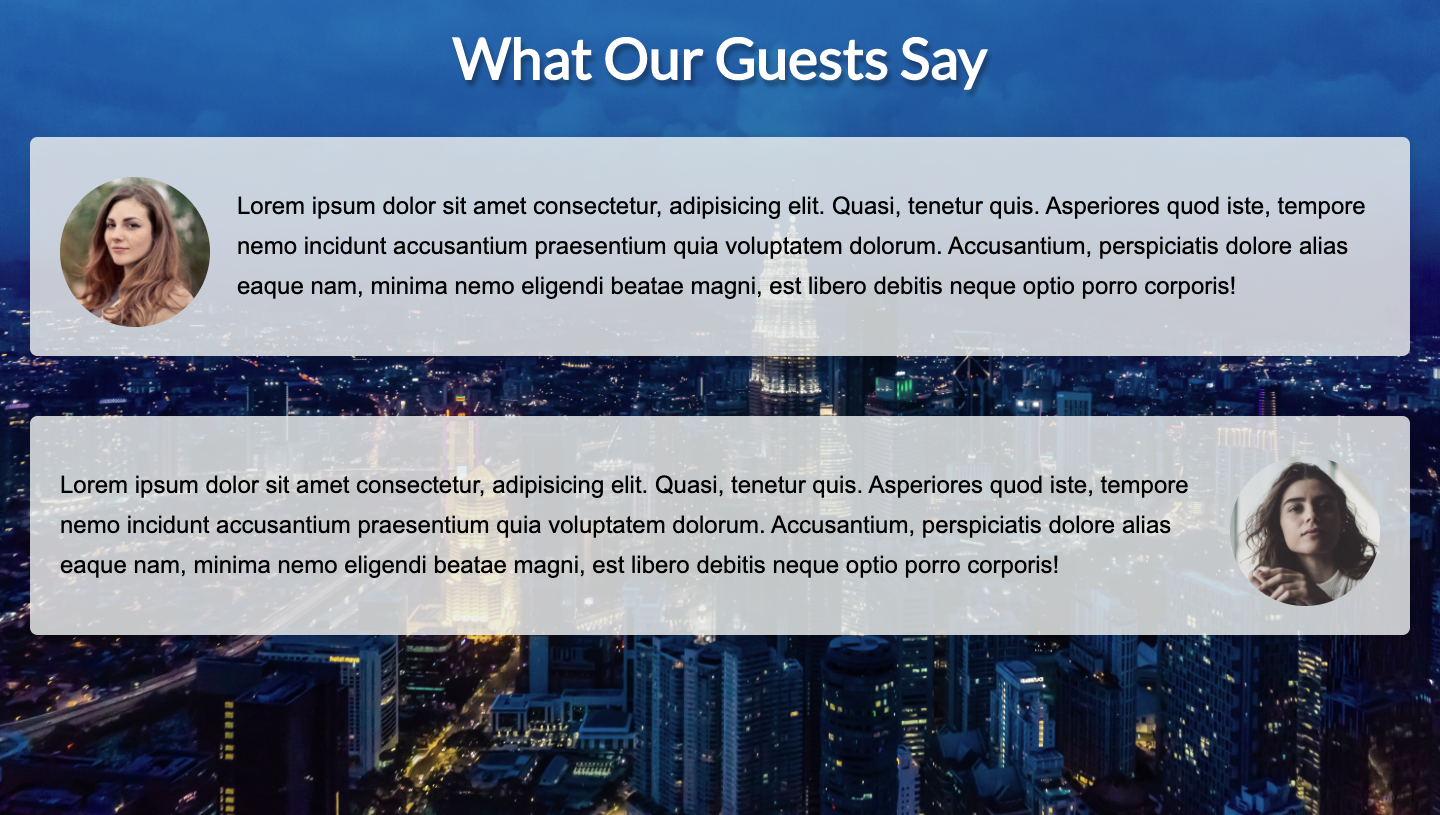 What Our Guests Say
Lorem ipsum dolor sit amet consectetur, adipisicing elit. Quasi, tenetur quis. Asperiores quod iste, tempore
nemo incidunt accusantium praesentium quia voluptatem dolorum. Accusantium, perspiciatis dolore alias
eaque nam, minima nemo eligendi beatae magni, est libero debitis neque optio porro corporis!
Lorem ipsum dolor sit amet consectetur, adipisicing elit. Quasi, tenetur quis. Asperiores quod iste, tempore
nemo incidunt accusantium praesentium quia voluptatem dolorum. Accusantium, perspiciatis dolore alias
eaque nam, minima nemo eligendi beatae magni, est libero debitis neque optio porro corporis!